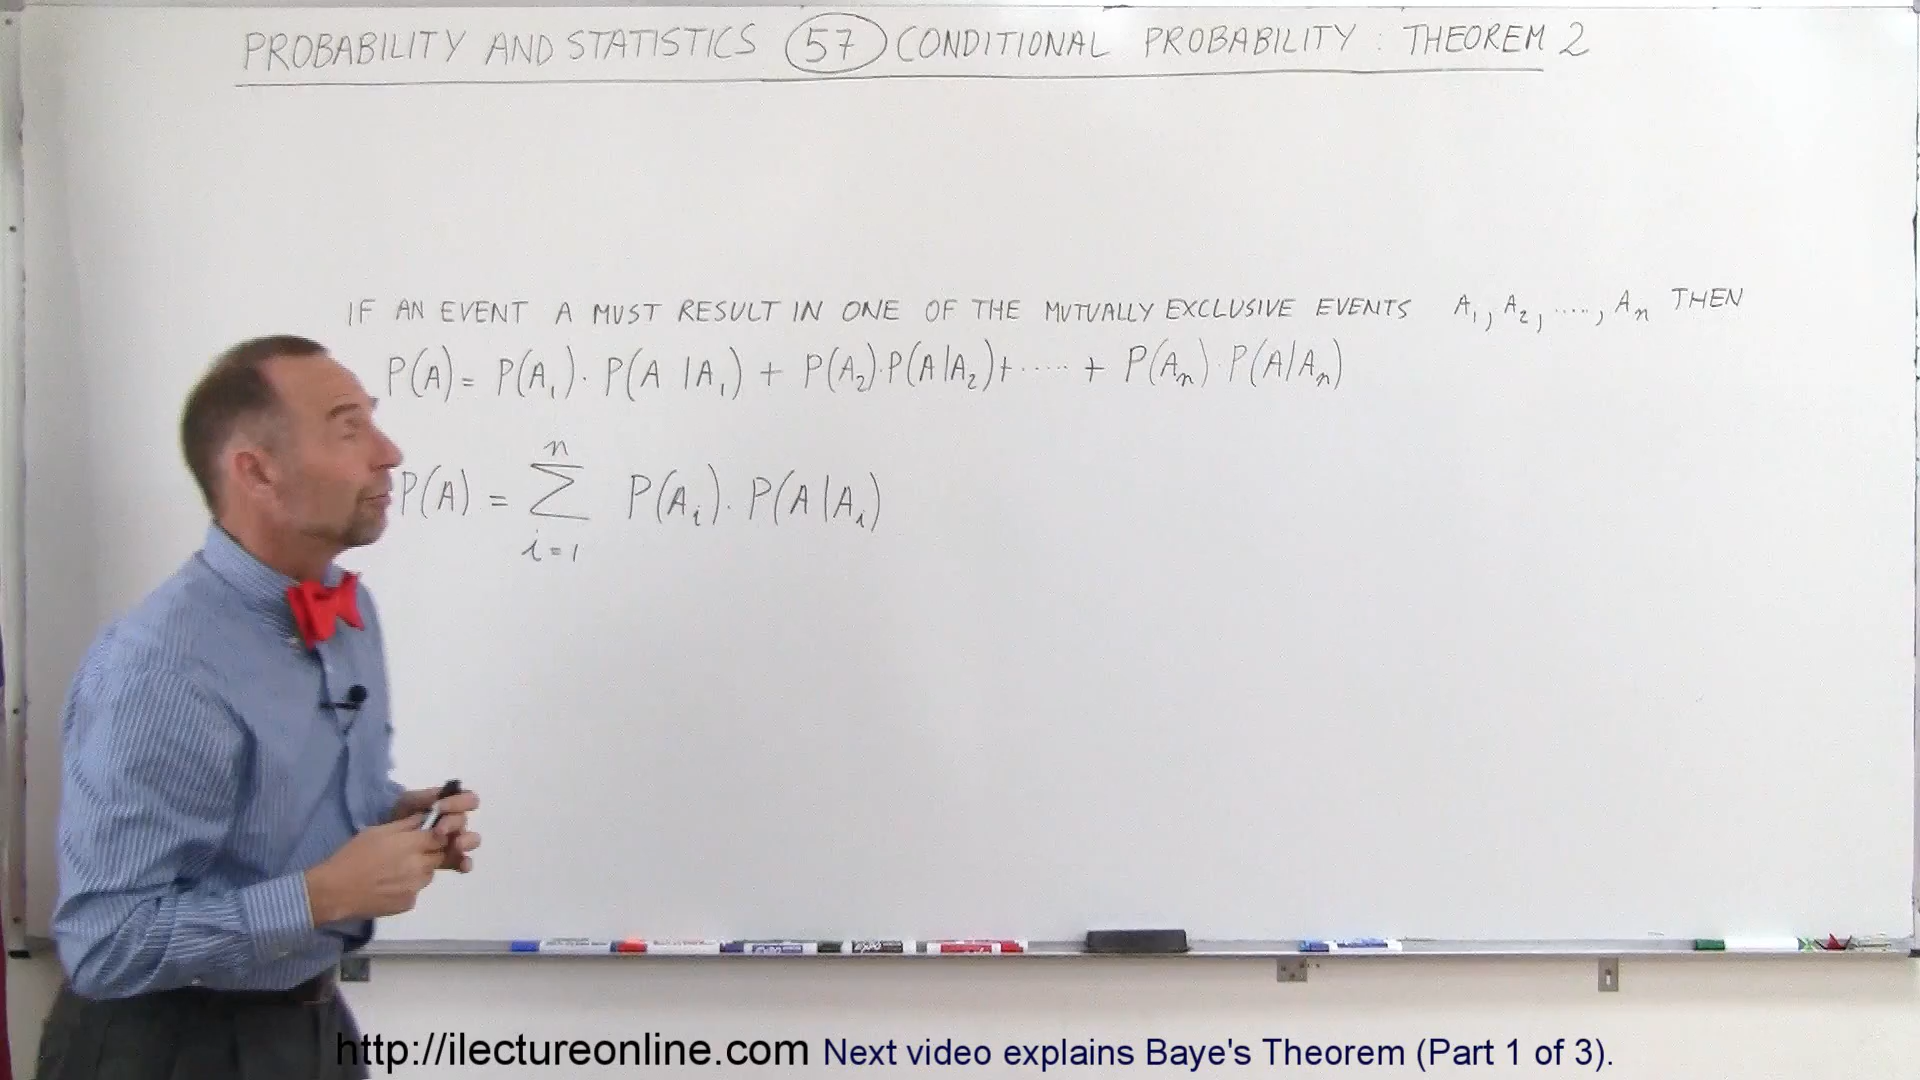 PROBABILITY AND STATISTICS 57 CONDITIONAL PROBABILITY : THEOREM 2
IF AN EVENT A MUST RESULT IN ONE OF THE MUTUALLY EXCLUSIVE EVENTS A₁, A₂, ....., Aₙ THEN
P(A) = P(A₁) · P(A | A₁) + P(A₂) · P(A | A₂) + ..... + P(Aₙ) · P(A | Aₙ)
P(A) = ∑ₙ₌ᵢ₌₁ P(Aᵢ) · P(A | Aᵢ)
http://ilectureonline.com Next video explains Baye's Theorem (Part 1 of 3).